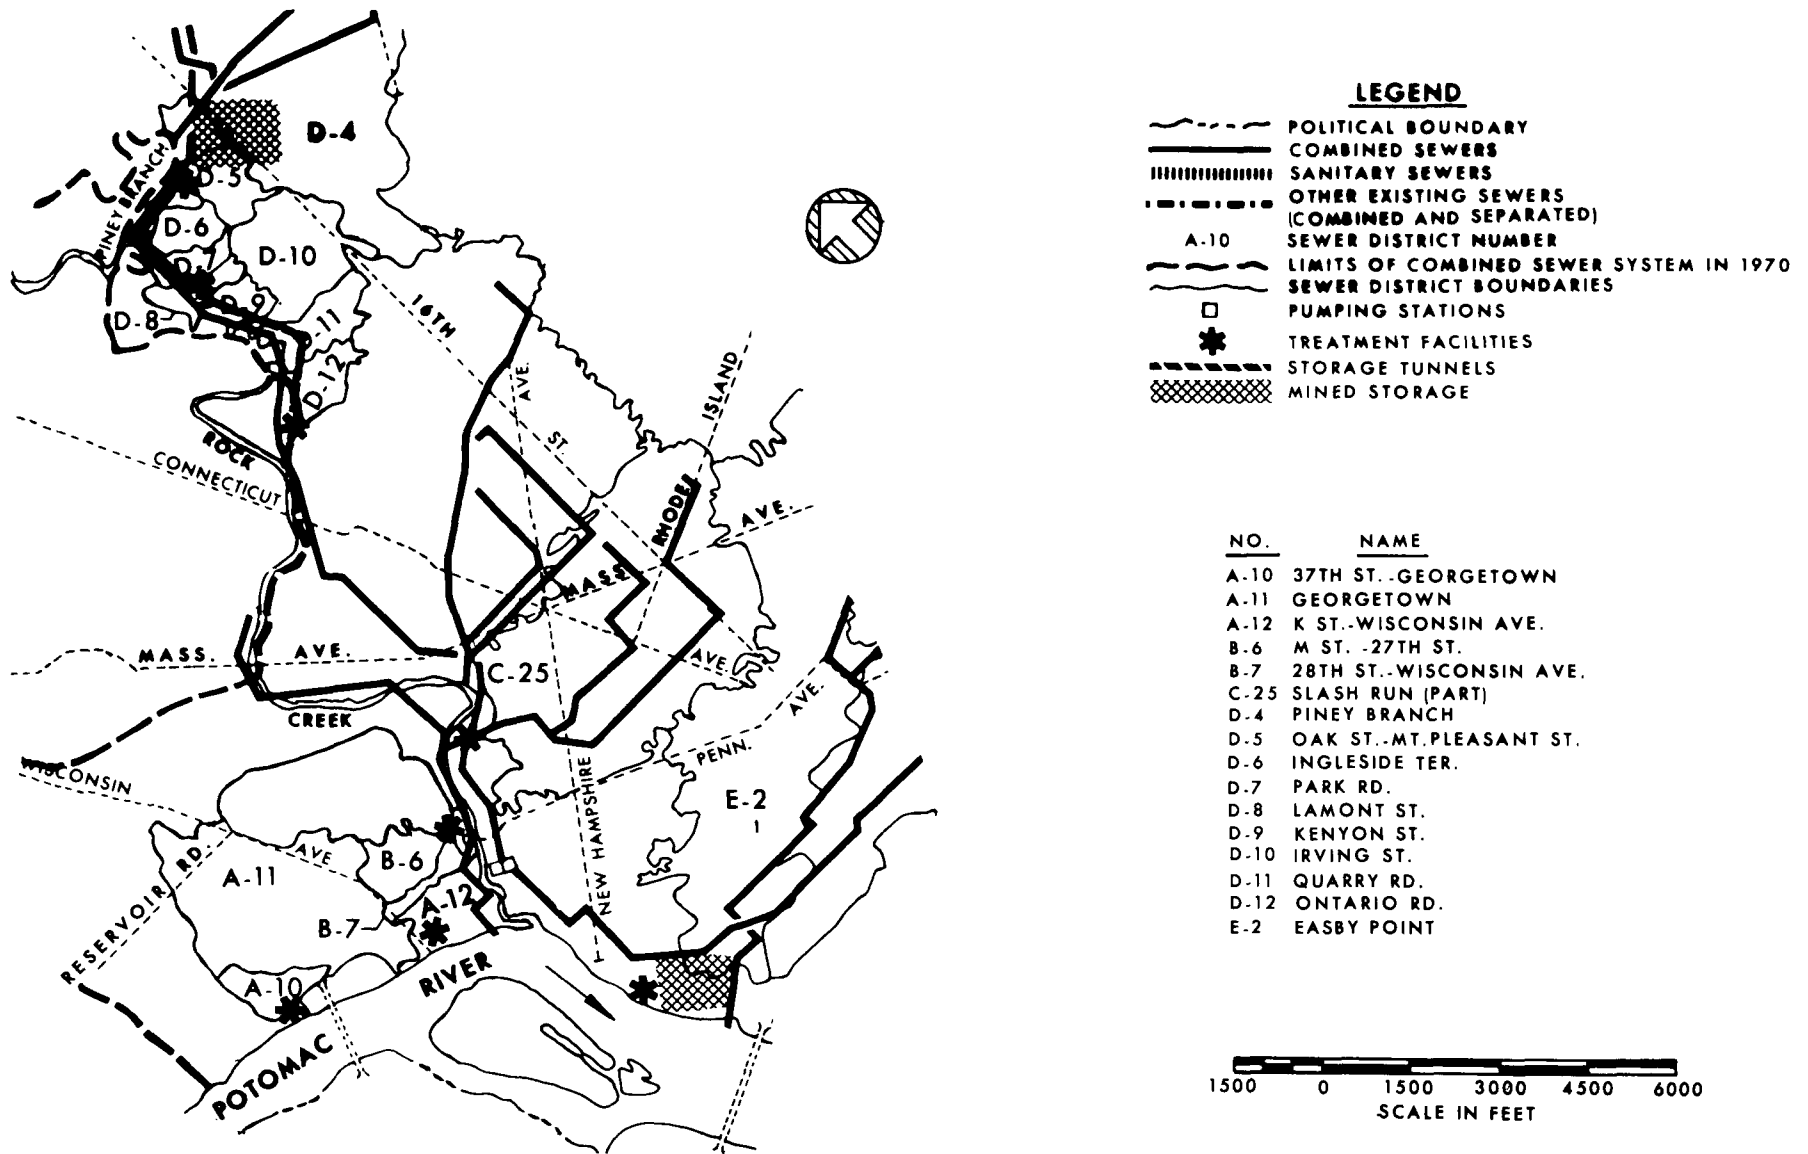 D-4
PINEY BRANCH
D-5
D-6
D-7
D-10
D-9
D-8
-11
D-12
16TH
ST.
AVE.
ISLAND
RHODE
ROCK
CONNECTICUT
AVE.
MASS
MASS. AVE.
AVE.
C-25
CREEK
AVE.
PENN.
WISCONSIN
AVE
NEW HAMPSHIRE
E-2
RESERVOIR RD.
A-11
B-6
A-12
B-7
A-10
RIVER
POTOMAC
LEGEND
POLITICAL BOUNDARY
COMBINED SEWERS
SANITARY SEWERS
OTHER EXISTING SEWERS
(COMBINED AND SEPARATED)
A-10 SEWER DISTRICT NUMBER
LIMITS OF COMBINED SEWER SYSTEM IN 1970
SEWER DISTRICT BOUNDARIES
PUMPING STATIONS
TREATMENT FACILITIES
STORAGE TUNNELS
MINED STORAGE
NO. NAME
A-10 37TH ST.-GEORGETOWN
A-11 GEORGETOWN
A-12 K ST.-WISCONSIN AVE.
B-6 M ST. -27TH ST.
B-7 28TH ST.-WISCONSIN AVE.
C-25 SLASH RUN (PART)
D-4 PINEY BRANCH
D-5 OAK ST.-MT.PLEASANT ST.
D-6 INGLESIDE TER.
D-7 PARK RD.
D-8 LAMONT ST.
D-9 KENYON ST.
D-10 IRVING ST.
D-11 QUARRY RD.
D-12 ONTARIO RD.
E-2 EASBY POINT
1500 0 1500 3000 4500 6000
SCALE IN FEET